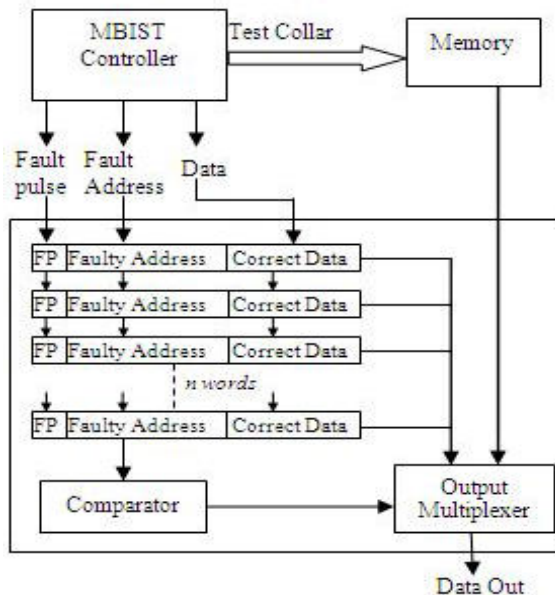 MBIST
Controller
Test Collar
Memory
Fault
pulse
Fault
Address
Data
FP Faulty Address Correct Data
FP Faulty Address Correct Data
FP Faulty Address Correct Data
n words
FP Faulty Address Correct Data
Comparator
Output
Multiplexer
Data Out